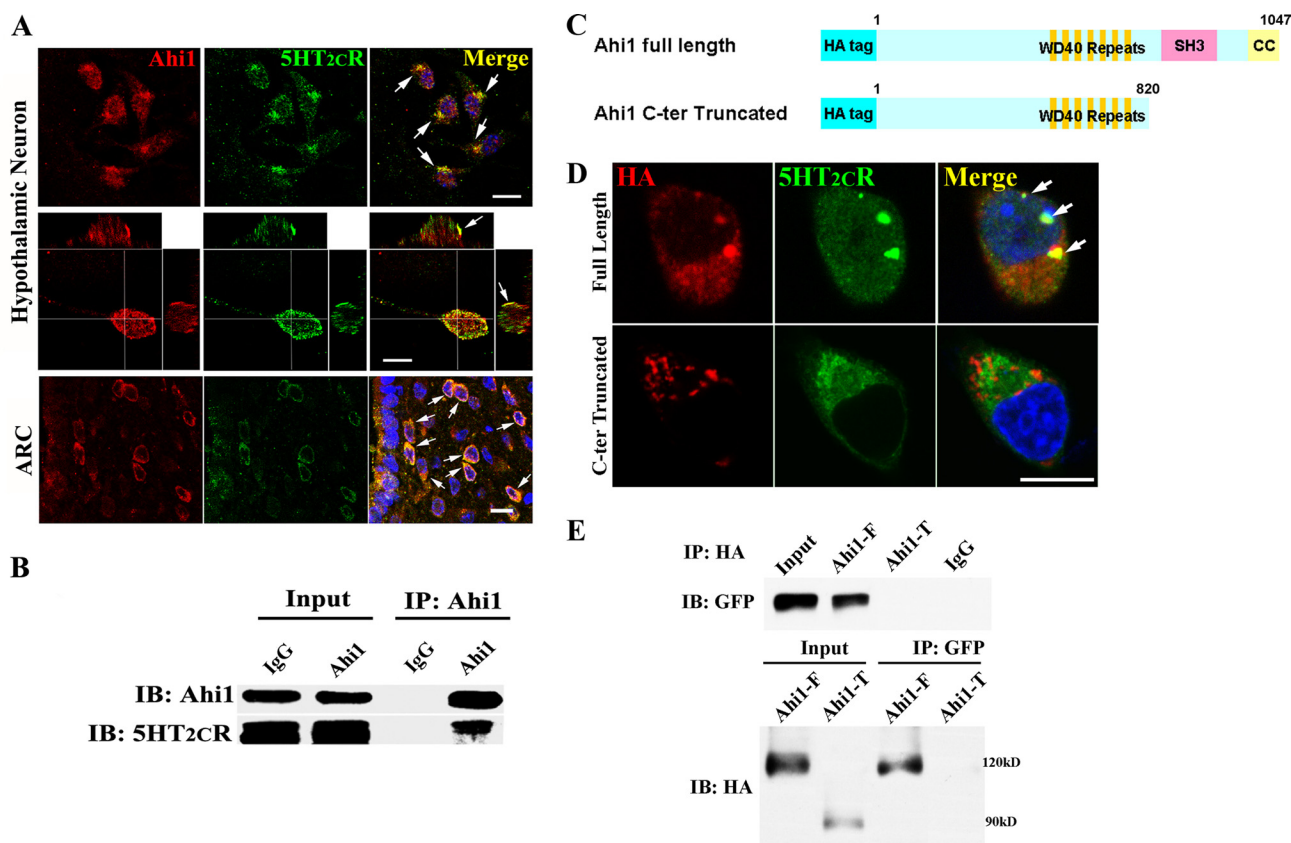 A
Ahi1
5HT2CR
Merge
Hypothalamic Neuron
ARC
B
Input
IP: Ahi1
IgG
Ahi1
IgG
Ahi1
IB: Ahi1
IB: 5HT2CR
C
1
1047
Ahi1 full length
HA tag
WD40 Repeats
SH3
CC
1
820
Ahi1 C-ter Truncated
HA tag
WD40 Repeats
D
HA
5HT2CR
Merge
Full Length
C-ter Truncated
E
IP: HA
Input
Ahi1-F
Ahi1-T
IgG
IB: GFP
Input
IP: GFP
Ahi1-F
Ahi1-T
Ahi1-F
Ahi1-T
IB: HA
120kD
90kD